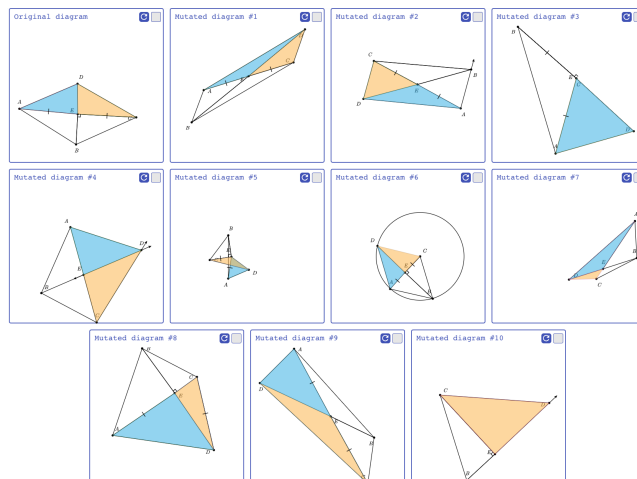 Original diagram
Mutated diagram #1
Mutated diagram #2
Mutated diagram #3
D
A
E
C
B
A
B
C
D
E
B
A
B
E
A
Mutated diagram #4
Mutated diagram #5
Mutated diagram #6
Mutated diagram #7
A
D
E
B
B
D
A
D
C
A
E
B
C
Mutated diagram #8
Mutated diagram #9
Mutated diagram #10
B
C
E
A
D
A
D
E
B
C
E
B